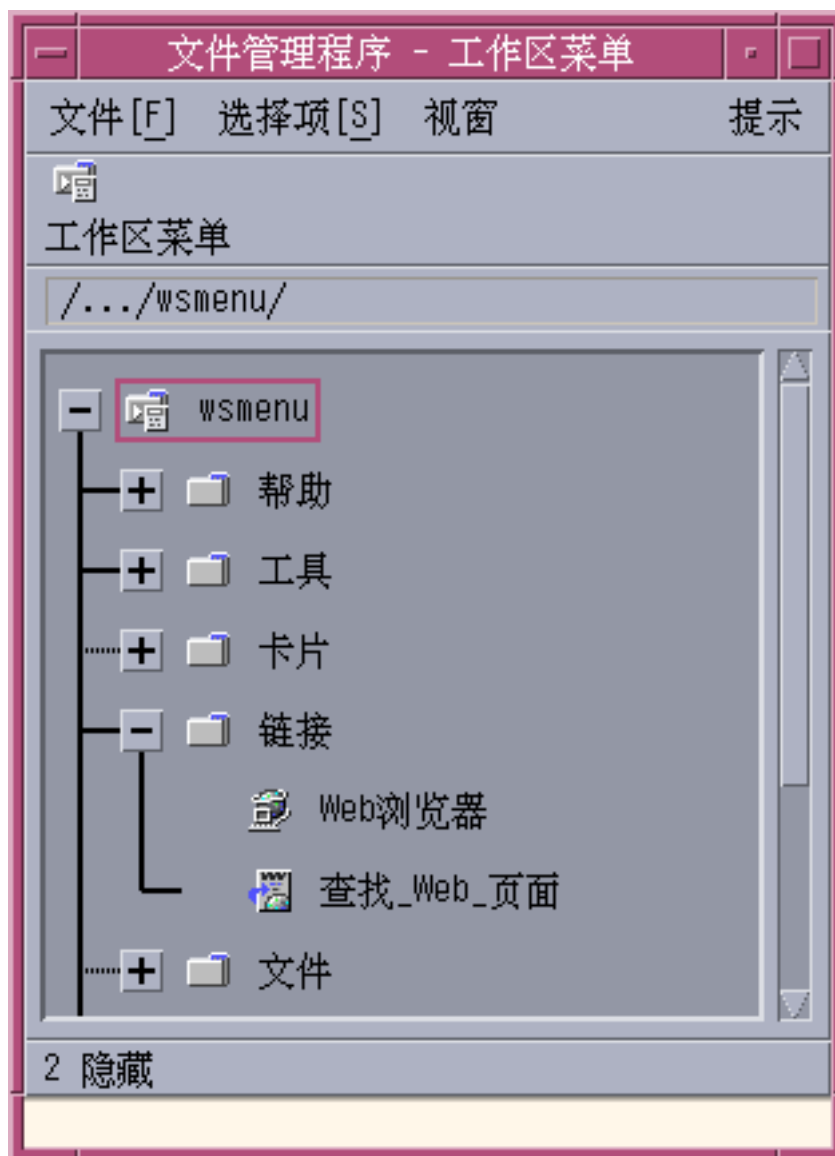 文件管理程序 - 工作区菜单
文件[F] 选择项[S] 视窗 提示
工作区菜单
/.../wsmenu/
wsmenu
帮助
工具
卡片
链接
Web浏览器
查找_Web_页面
文件
2 隐藏